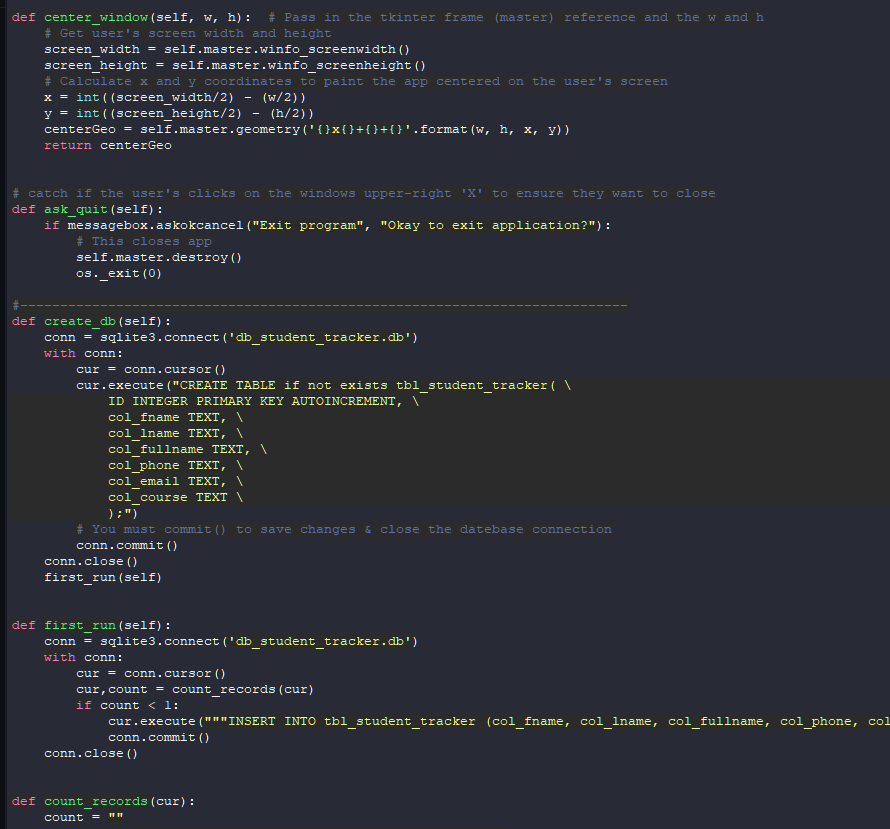 def center_window(self, w, h):  # Pass in the tkinter frame (master) reference and the w and h
    # Get user's screen width and height
    screen_width = self.master.winfo_screenwidth()
    screen_height = self.master.winfo_screenheight()
    # Calculate x and y coordinates to paint the app centered on the user's screen
    x = int((screen_width/2) - (w/2))
    y = int((screen_height/2) - (h/2))
    centerGeo = self.master.geometry('{}x{}+{}+{}'.format(w, h, x, y))
    return centerGeo

# catch if the user's clicks on the windows upper-right 'X' to ensure they want to close
def ask_quit(self):
    if messagebox.askokcancel("Exit program", "Okay to exit application?"):
        # This closes app
        self.master.destroy()
        os._exit(0)

#----------------------------------------------------------------------------
def create_db(self):
    conn = sqlite3.connect('db_student_tracker.db')
    with conn:
        cur = conn.cursor()
        cur.execute("CREATE TABLE if not exists tbl_student_tracker( \
            ID INTEGER PRIMARY KEY AUTOINCREMENT, \
            col_fname TEXT, \
            col_lname TEXT, \
            col_fullname TEXT, \
            col_phone TEXT, \
            col_email TEXT, \
            col_course TEXT \
            );")
        # You must commit() to save changes & close the datebase connection
        conn.commit()
    conn.close()
    first_run(self)

def first_run(self):
    conn = sqlite3.connect('db_student_tracker.db')
    with conn:
        cur = conn.cursor()
        cur,count = count_records(cur)
        if count < 1:
            cur.execute("""INSERT INTO tbl_student_tracker (col_fname, col_lname, col_fullname, col_phone, col
            conn.commit()
    conn.close()

def count_records(cur):
    count = ""